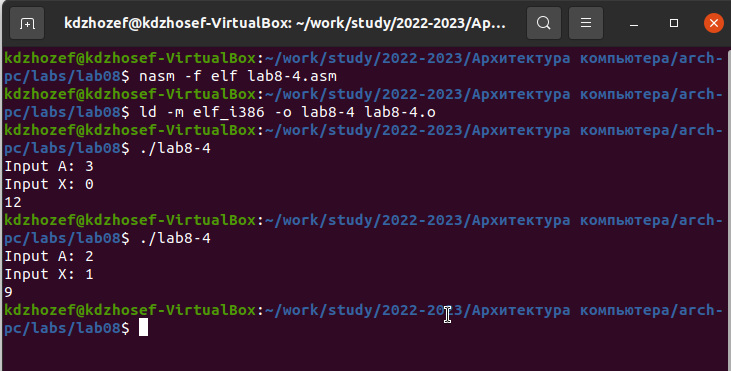 kdzhozef@kdzhosef-VirtualBox: ~/work/study/2022-2023/Ар...
kdzhozef@kdzhosef-VirtualBox:~/work/study/2022-2023/Архитектура компьютера/arch-
pc/labs/lab08$ nasm -f elf lab8-4.asm
kdzhozef@kdzhosef-VirtualBox:~/work/study/2022-2023/Архитектура компьютера/arch-
pc/labs/lab08$ ld -m elf_i386 -o lab8-4 lab8-4.o
kdzhozef@kdzhosef-VirtualBox:~/work/study/2022-2023/Архитектура компьютера/arch-
pc/labs/lab08$ ./lab8-4
Input A: 3
Input X: 0
12
kdzhozef@kdzhosef-VirtualBox:~/work/study/2022-2023/Архитектура компьютера/arch-
pc/labs/lab08$ ./lab8-4
Input A: 2
Input X: 1
9
kdzhozef@kdzhosef-VirtualBox:~/work/study/2022-2023/Архитектура компьютера/arch-
pc/labs/lab08$